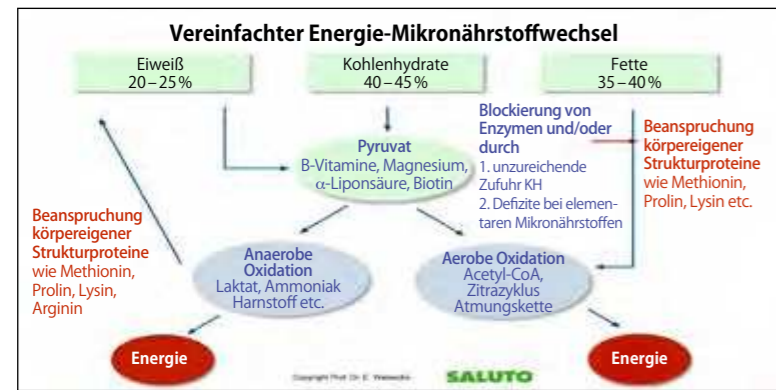 Vereinfachter Energie-Mikronährstoffwechsel
Eiweiß
20–25 %
Kohlenhydrate
40–45 %
Fette
35–40 %
Blockierung von
Enzymen und/oder
durch
1. unzureichende
Zufuhr KH
2. Defizite bei elemen-
taren Mikronährstoffen
Beanspruchung
körpereigener
Strukturproteine
wie Methionin,
Prolin, Lysin etc.
Pyruvat
B-Vitamine, Magnesium,
α-Liponsäure, Biotin
Beanspruchung
körpereigener
Strukturproteine
wie Methionin,
Prolin, Lysin,
Arginin
Anaerobe
Oxidation
Laktat, Ammoniak
Harnstoff etc.
Aerobe Oxidation
Acetyl-CoA,
Zitrazyklus
Atmungskette
Energie
Energie
Copyright Prof. Dr. E.
SALUTO